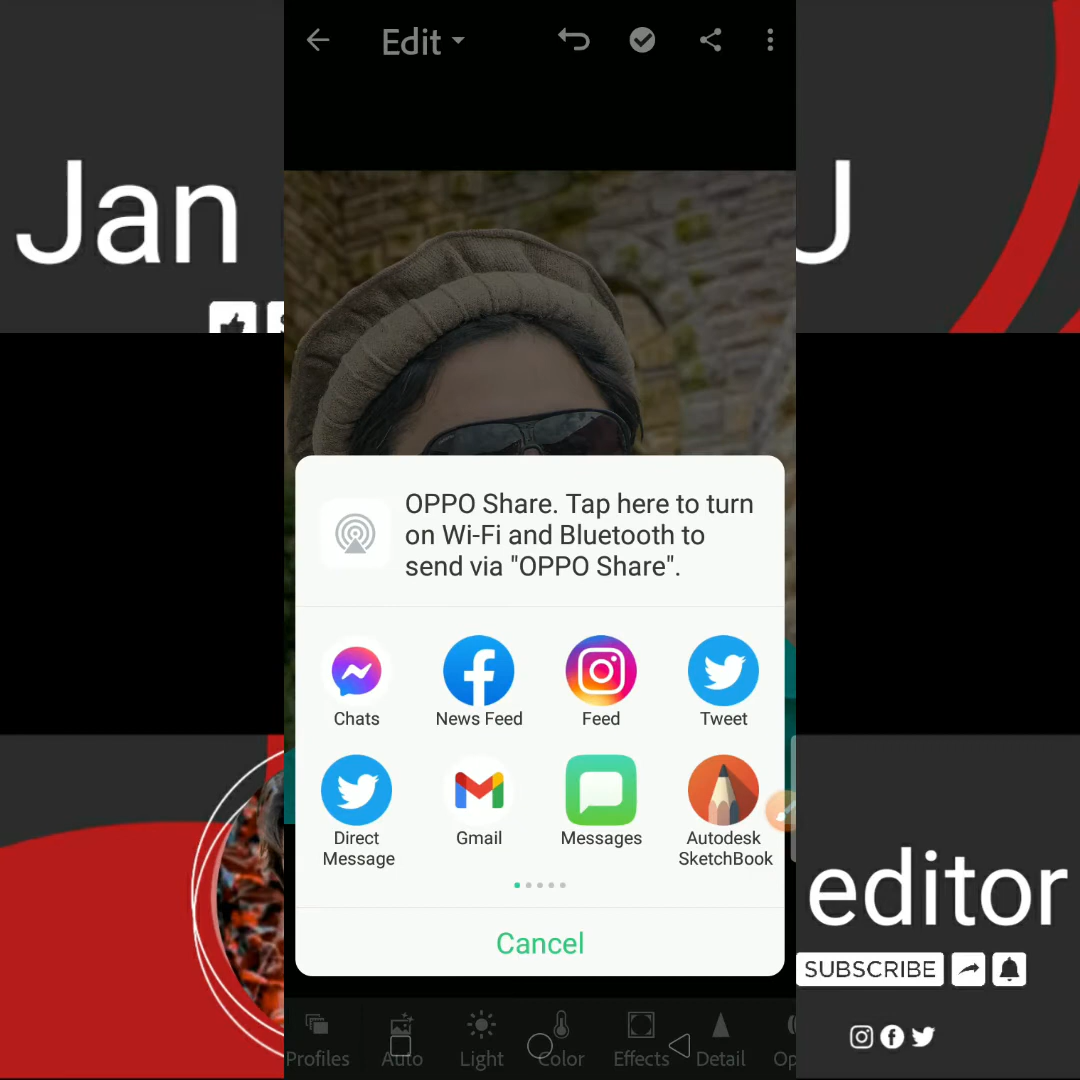 Edit
Jan
J
OPPO Share. Tap here to turn
on Wi-Fi and Bluetooth to
send via "OPPO Share".
Chats
News Feed
Feed
Tweet
Direct
Message
Gmail
Messages
Autodesk
SketchBook
Cancel
editor
SUBSCRIBE
Profiles
Auto
Light
Color
Effects
Detail
Op